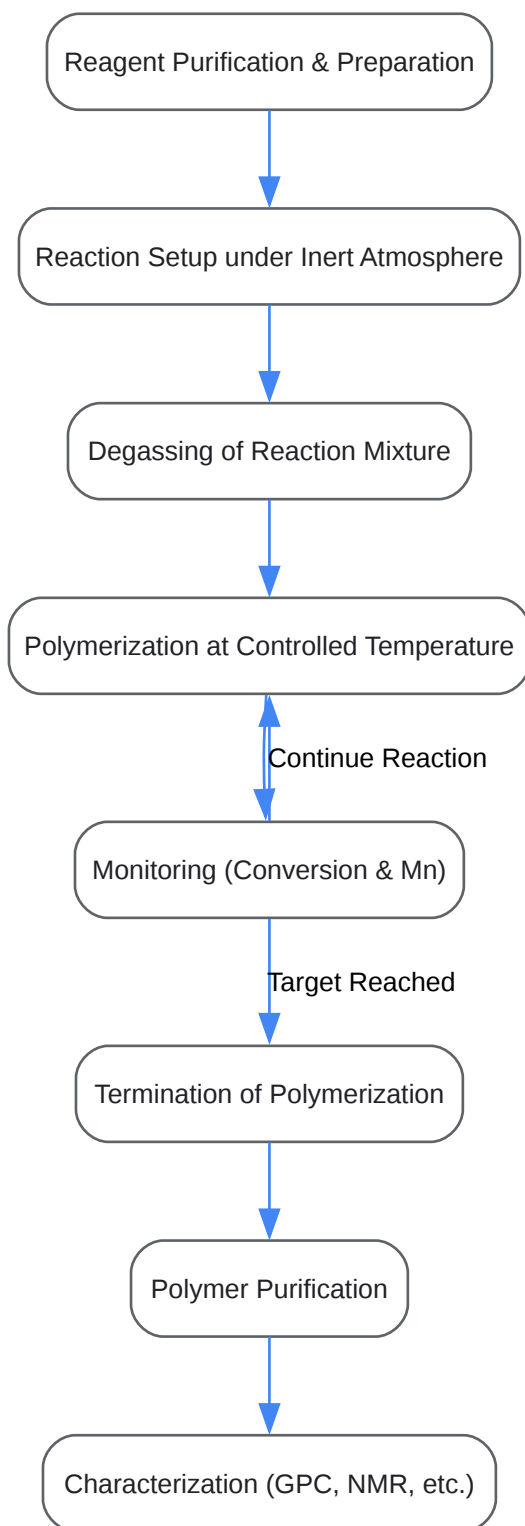 Reagent Purification & Preparation
Reaction Setup under Inert Atmosphere
Degassing of Reaction Mixture
Polymerization at Controlled Temperature
Continue Reaction
Monitoring (Conversion & Mn)
Target Reached
Termination of Polymerization
Polymer Purification
Characterization (GPC, NMR, etc.)